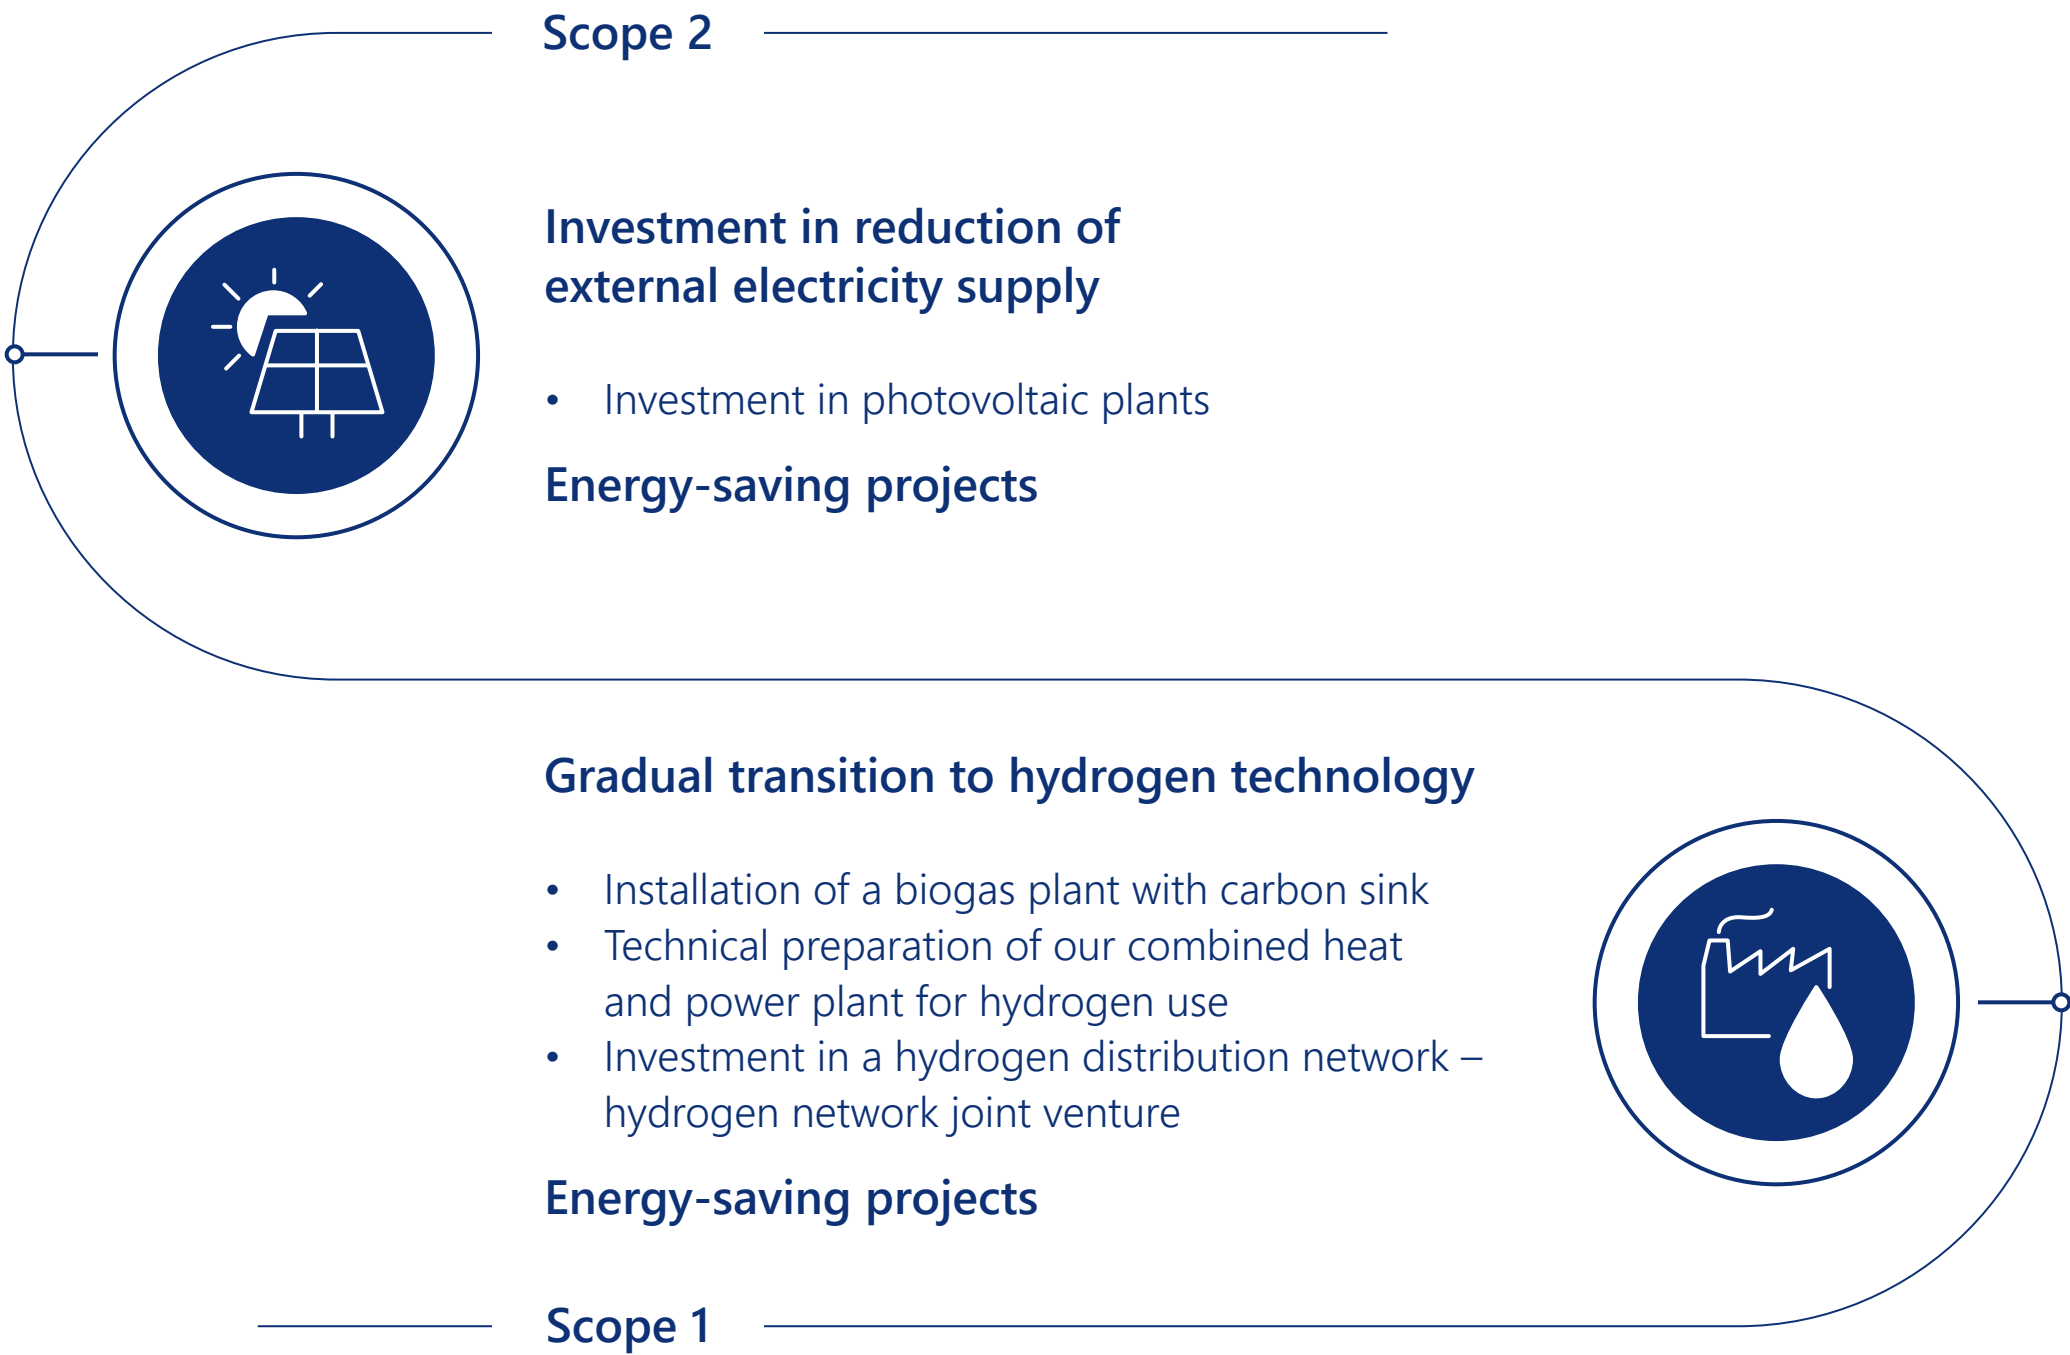 Scope 2
Investment in reduction of
external electricity supply
• Investment in photovoltaic plants
Energy-saving projects
Gradual transition to hydrogen technology
• Installation of a biogas plant with carbon sink
• Technical preparation of our combined heat
and power plant for hydrogen use
• Investment in a hydrogen distribution network –
hydrogen network joint venture
Energy-saving projects
Scope 1